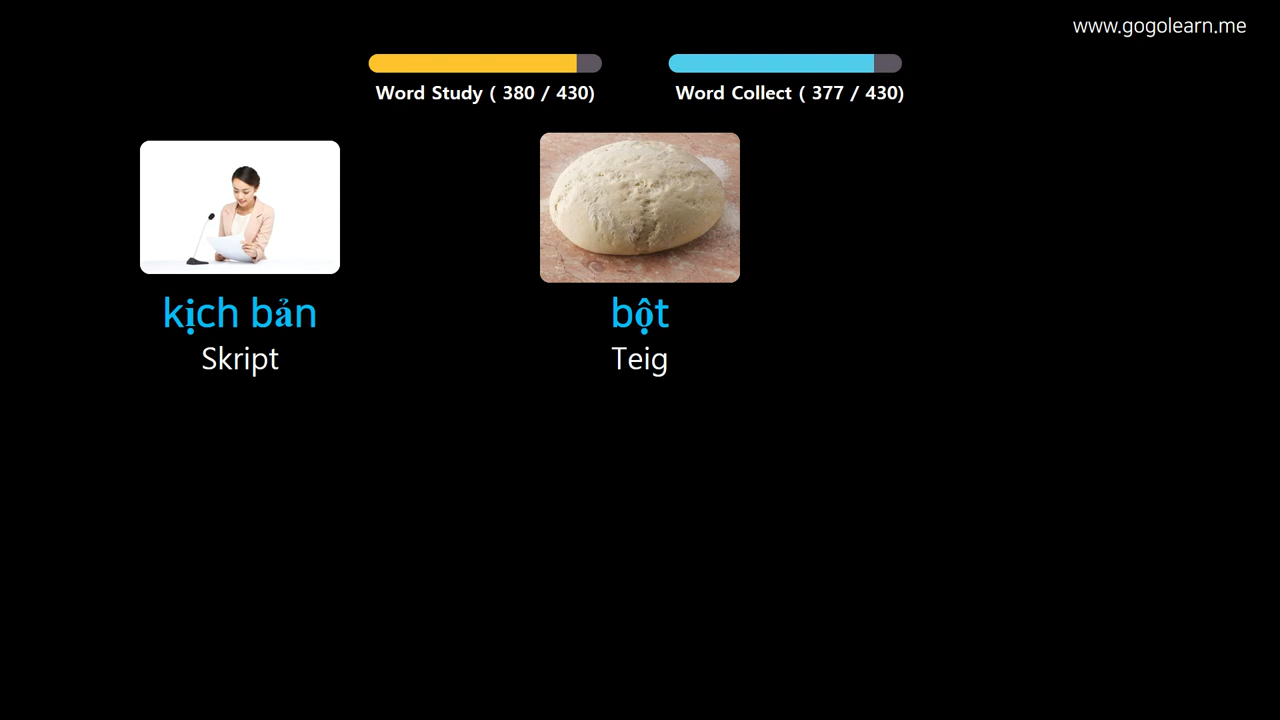 www.gogolearn.me
Word Study ( 380 / 430)
Word Collect ( 377 / 430)
kịch bản
Skript
bột
Teig